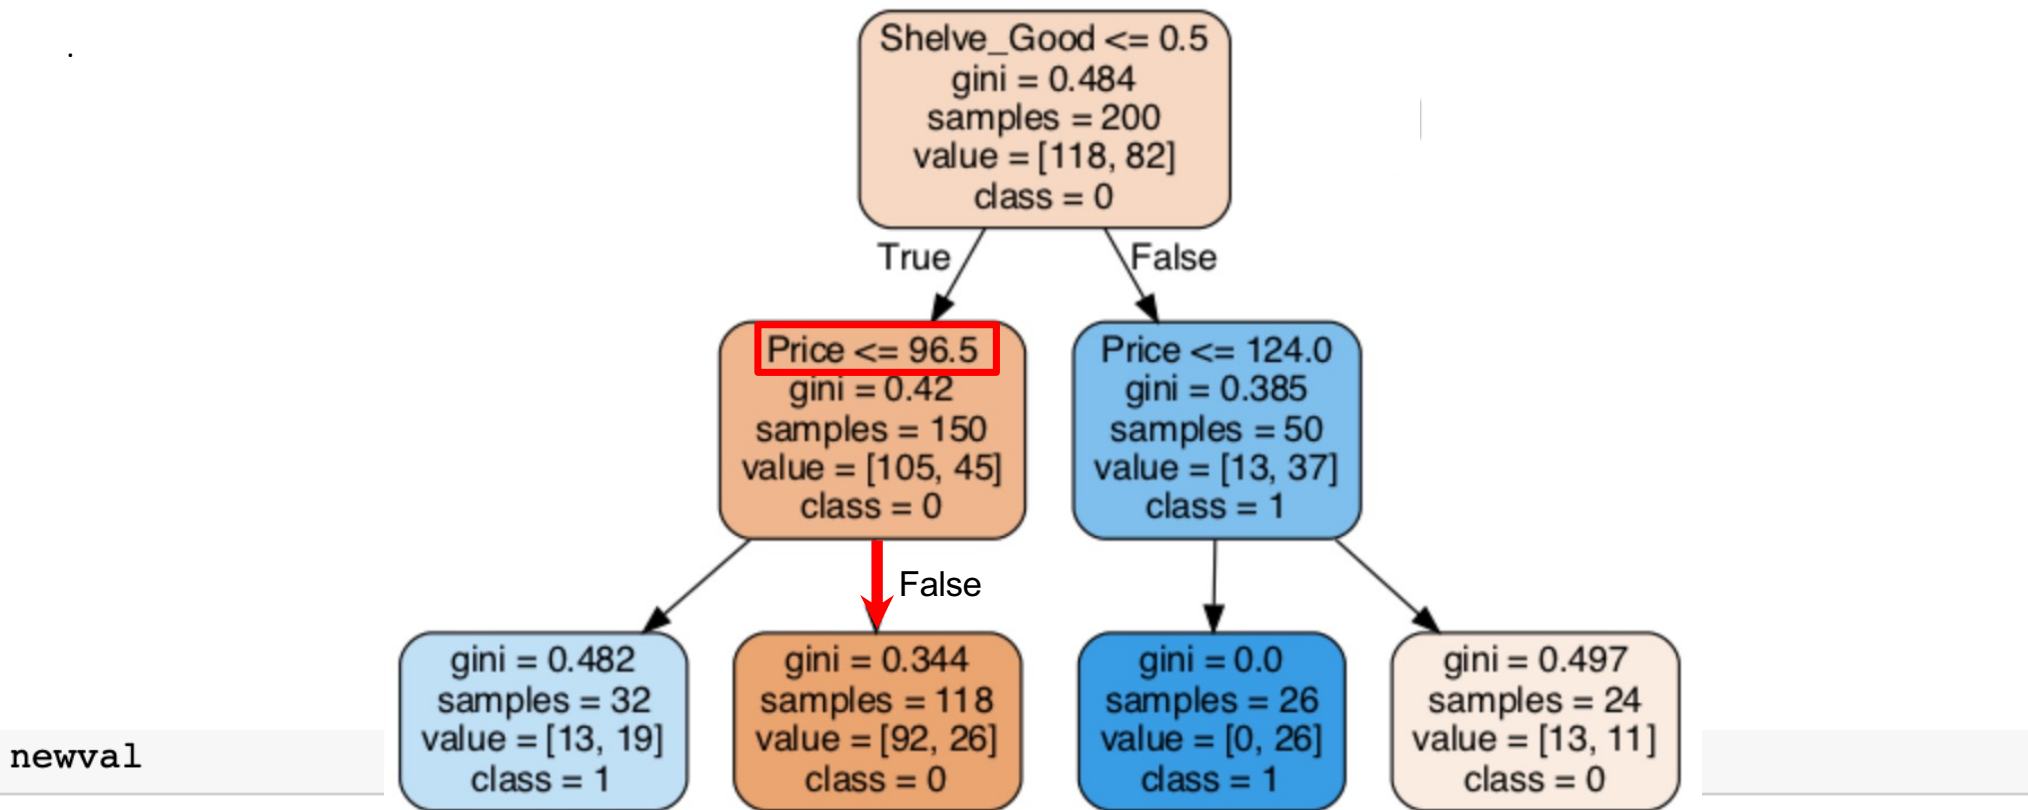 .
Shelve_Good <= 0.5
gini = 0.484
samples = 200
value = [118, 82]
class = 0
True
False
Price <= 96.5
gini = 0.42
samples = 150
value = [105, 45]
class = 0
Price <= 124.0
gini = 0.385
samples = 50
value = [13, 37]
class = 1
False
gini = 0.482
samples = 32
value = [13, 19]
class = 1
gini = 0.344
samples = 118
value = [92, 26]
class = 0
gini = 0.0
samples = 26
value = [0, 26]
class = 1
gini = 0.497
samples = 24
value = [13, 11]
class = 0
newval